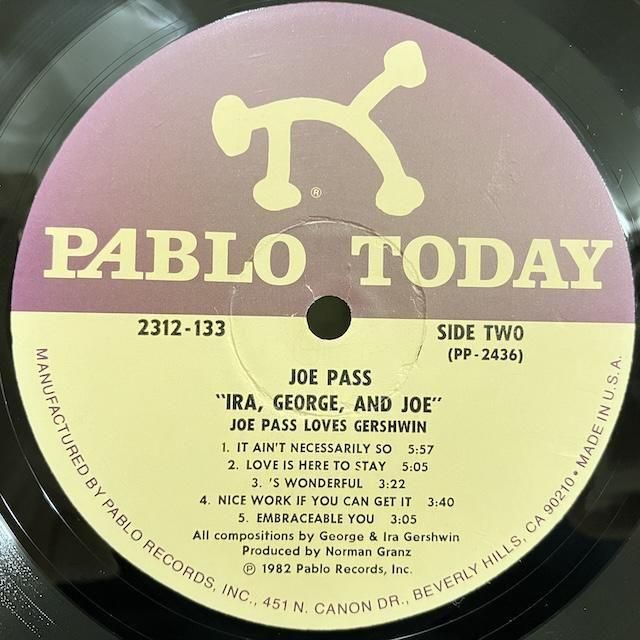 ®
PABLO TODAY
2312-133
SIDE TWO
(PP-2436)
JOE PASS
"IRA, GEORGE, AND JOE"
JOE PASS LOVES GERSHWIN
1. IT AIN'T NECESSARILY SO 5:57
2. LOVE IS HERE TO STAY 5:05
3. 'S WONDERFUL 3:22
4. NICE WORK IF YOU CAN GET IT 3:40
5. EMBRACEABLE YOU 3:05
All compositions by George & Ira Gershwin
Produced by Norman Granz
℗ 1982 Pablo Records, Inc.
MANUFACTURED BY PABLO RECORDS, INC., 451 N. CANON DR., BEVERLY HILLS, CA 90210 • MADE IN U.S.A.